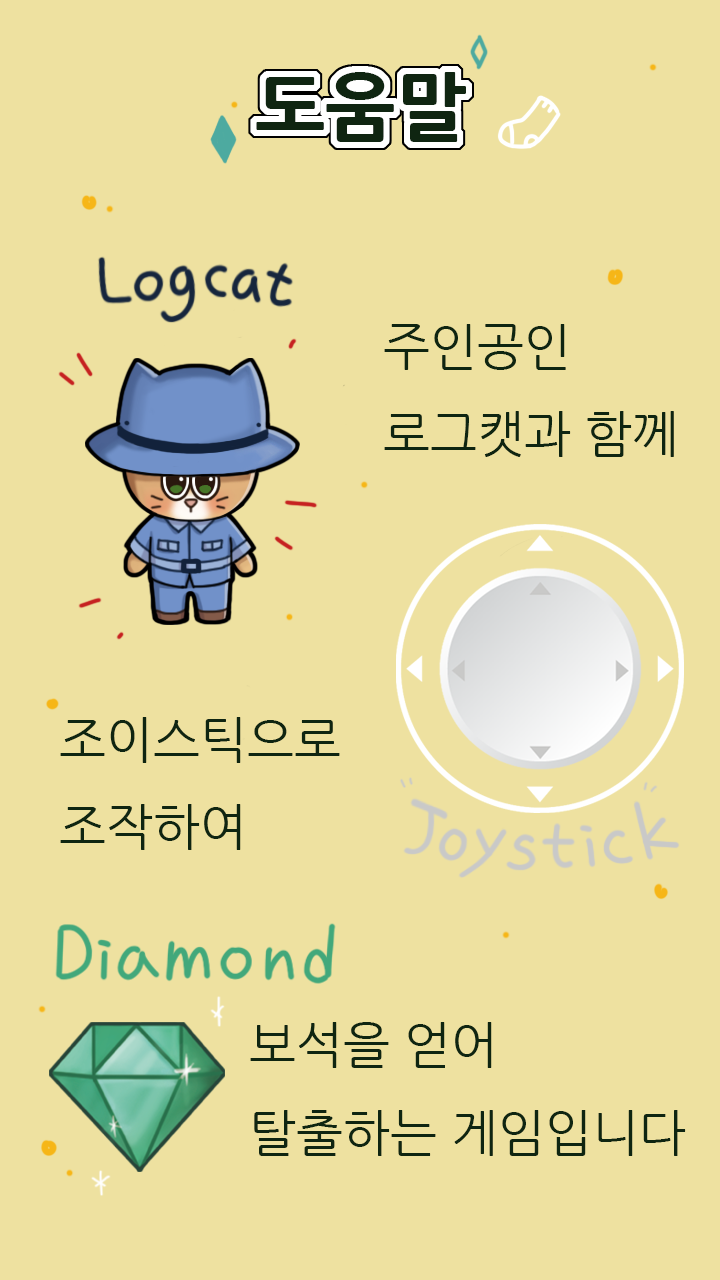 도움말
Logcat
주인공인
로그캣과 함께
조이스틱으로
조작하여
Joystick
Diamond
보석을 얻어
탈출하는 게임입니다